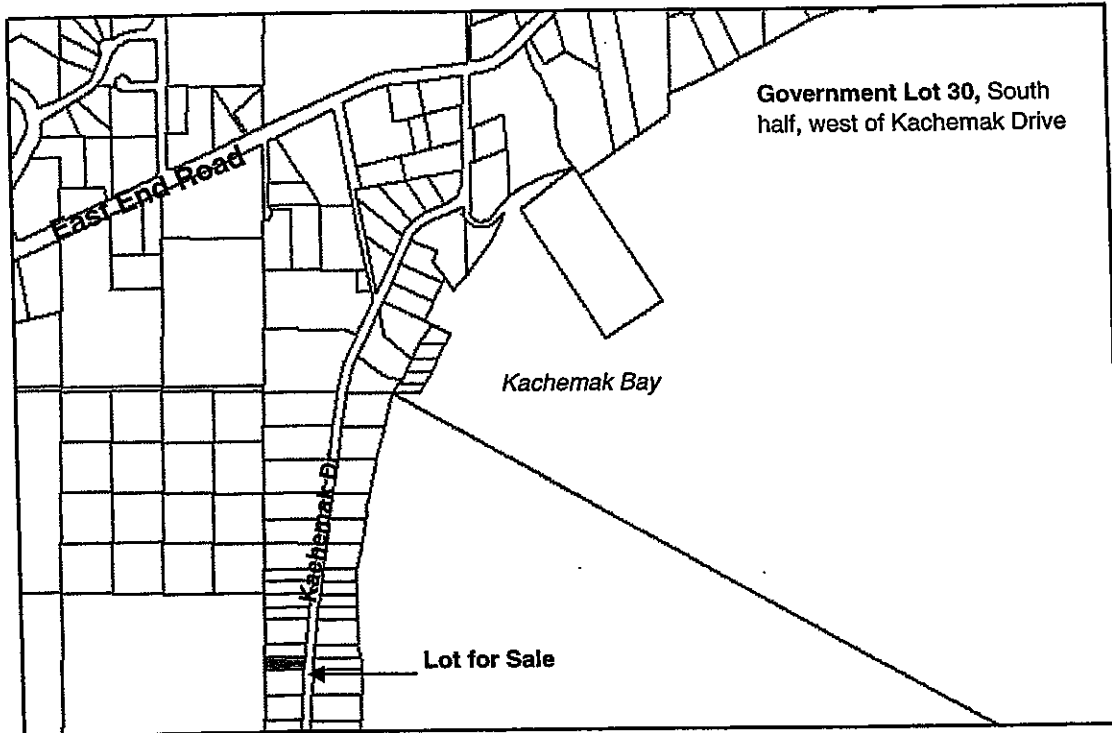 Government Lot 30, South
half, west of Kachemak Drive
East End Road
Kachemak Bay
Kachemak D
Lot for Sale